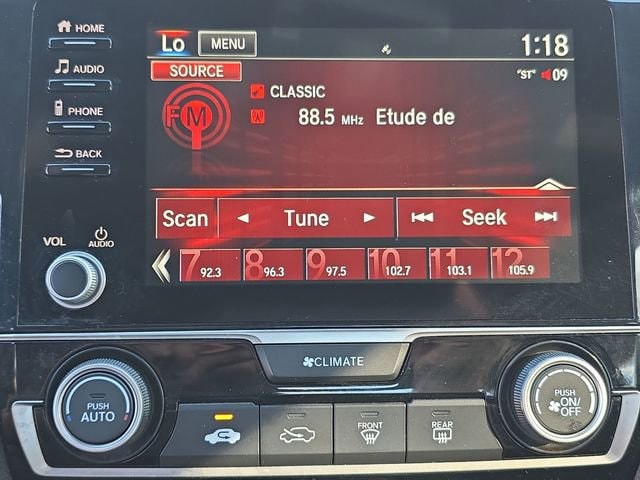 HOME
Lo MENU 1:18
AUDIO
SOURCE "ST" 09
CLASSIC
PHONE
FM 88.5 MHz Etude de
BACK
Scan Tune Seek
VOL AUDIO
7 92.3 8 96.3 9 97.5 10 102.7 11 103.1 12 105.9
CLIMATE
PUSH AUTO
PUSH ON/OFF
FRONT REAR